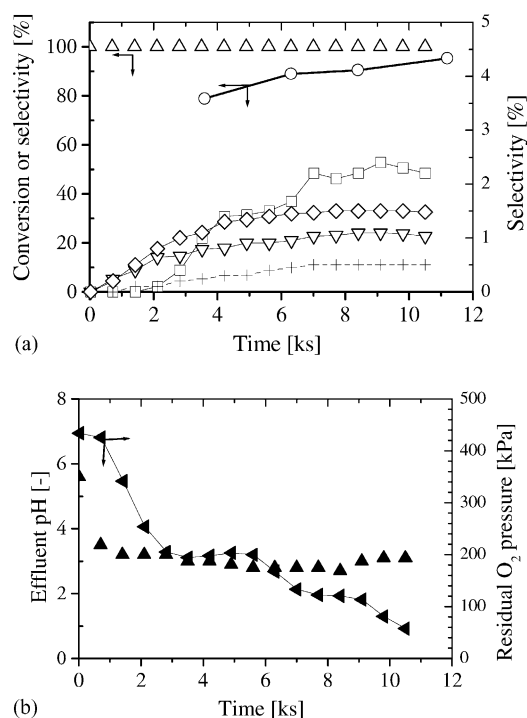 Conversion or selectivity [%]
100
80
60
40
20
0
5
4
3
2
1
0
Selectivity [%]
0 2 4 6 8 10 12
(a)
Time [ks]
Effluent pH [-]
8
6
4
2
0
500
400
300
200
100
0
Residual O2 pressure [kPa]
0 2 4 6 8 10 12
(b)
Time [ks]